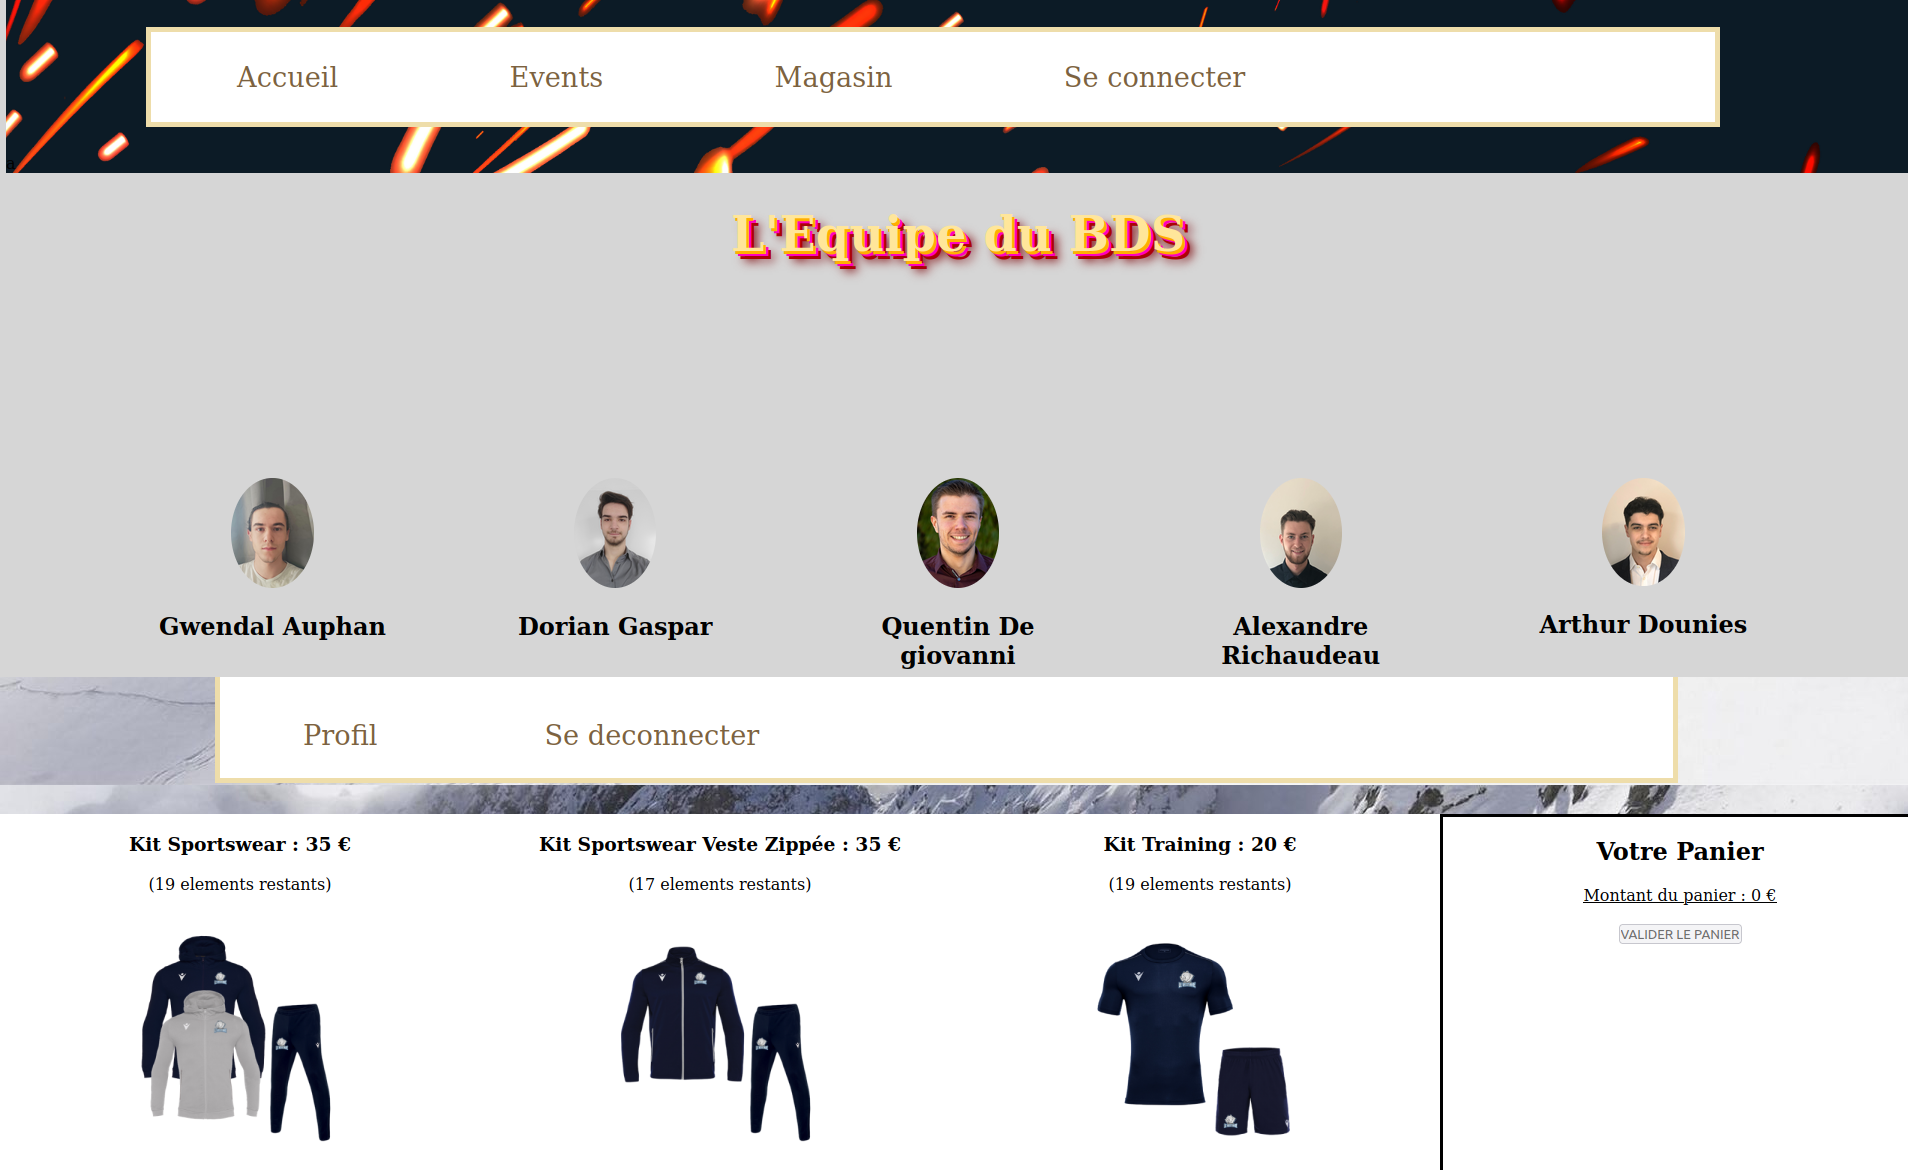 Accueil Events Magasin Se connecter
a
L'Equipe du BDS
Gwendal Auphan Dorian Gaspar Quentin De giovanni Alexandre Richaudeau Arthur Dounies
Profil Se deconnecter
Kit Sportswear : 35 € Kit Sportswear Veste Zippée : 35 € Kit Training : 20 €
(19 elements restants) (17 elements restants) (19 elements restants)
Votre Panier
Montant du panier : 0 €
VALIDER LE PANIER